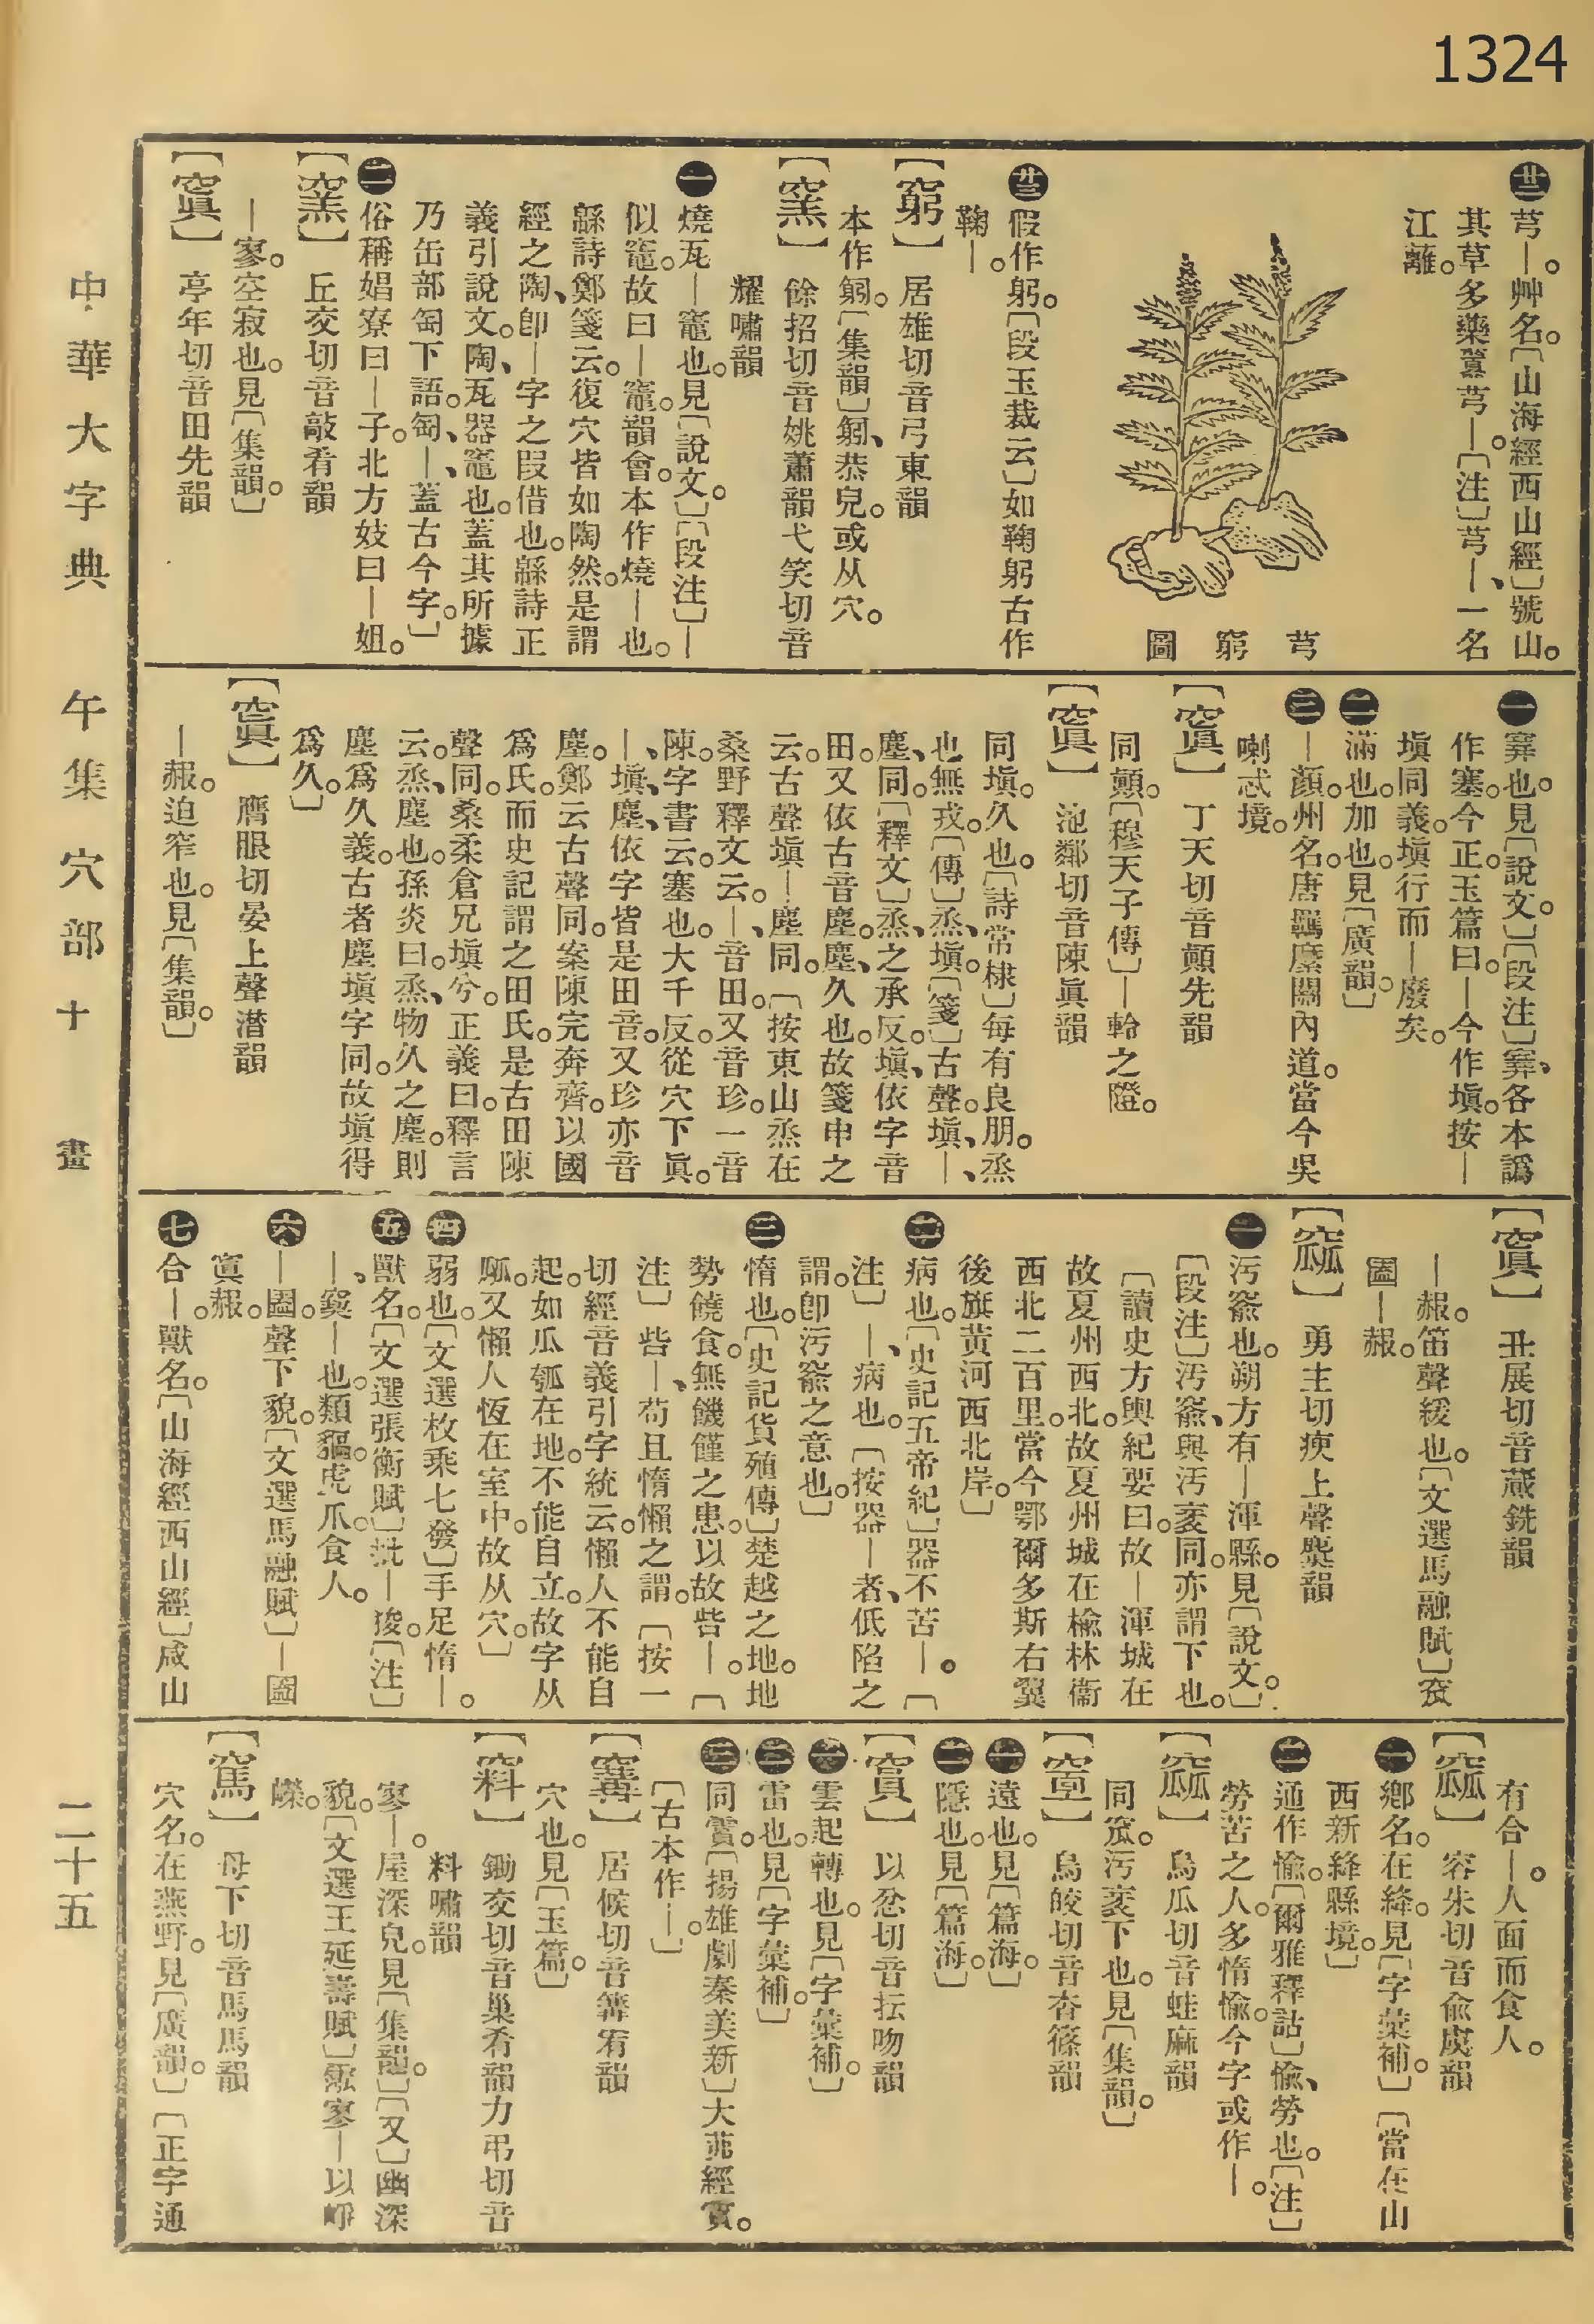 1324
廿二 芎—。艸名。〔山海經西山經〕號山。
其草多藥虈芎—。〔注〕芎—、一名
江蘺。
芎窮圖
廿三 假作躬。〔段玉裁云〕如鞠躬古作
鞠—。
【竆】 居雄切音弓東韻
本作躳。〔集韻〕躳、恭皃。或从穴。
【窯】 餘招切音姚蕭韻弋笑切音
耀嘯韻
一 燒瓦—竈也。見〔說文。〕〔段注〕—
似竈。故曰—竈。韻會。本作燒—也。
緜詩鄭箋云。復穴皆如陶然。是謂
經之陶、卽—字之叚借也。緜詩正
義引說文。陶、瓦器竈也。蓋其所據
乃缶部匋下語。匋、—、蓋古今字。〕
二 俗稱娼寮曰—子。北方妓曰—姐。
【窯】 丘交切音敲肴韻
—寥。空寂也。見〔集韻。〕
【窴】 亭年切音田先韻
一 窫也。見〔說文。〕〔段注〕窫、各本譌
作塞。今正。玉篇曰。—今作塡。按—
塡同義。塡行而—廢矣。
二 滿也。加也。見〔廣韻。〕
三 —顏。州名。唐羈縻。關內道。當今吳
喇忒境。
【窴】 丁天切音顚先韻
同顚。〔穆天子傳〕—軨之隥。
【窴】 池鄰切音陳眞韻
同塡。久也。〔詩常棣〕每有良朋。烝
也無戎。〔傳〕烝、塡。〔箋〕古聲。塡、—、
塵、同。〔釋文〕烝、之承反。塡、依字音
田。又依古音塵。塵、久也。故箋申之
云。古聲塡—塵同。〔按東山烝在
桑野釋文云。—音田。又音珍。一音
陳。字書云。塞也。大千反。從穴下眞。
—、塡、塵、依字皆是田音。又珍亦音
塵。鄭云古聲同。案陳完奔齊。以國
爲氏。而史記謂之田氏。是古田陳
聲同。桑柔倉兄塡兮。正義曰。釋言
云。烝、塵也。孫炎曰。烝、物久之塵。則
塵爲久義。古者塵塡字同。故塡得
爲久。〕
【窴】 膺眼切晏上聲潸韻
—赧。迫窄也。見〔集韻。〕
【窴】 丑展切音蕆銑韻
—赧。笛聲緩也。〔文選馬融賦〕窊
圔—赧。
【窳】 勇主切瘐上聲麌韻
一 污窬也。朔方有—渾縣。見〔說文。〕
〔段注〕污窬、與污衺同。亦謂下也。
〔讀史方輿紀要曰。故—渾城在
故夏州西北。故夏州城在楡林衞
西北二百里。當今鄂爾多斯右翼
後旗黃河西北岸。〕
二 病也。〔史記五帝紀〕器不苦—。〔
注〕—、病也。〔按器—者、低陷之
謂。卽污窬之意也。〕
三 惰也。〔史記貨殖傳〕楚越之地。地
勢饒食。無饑饉之患。以故呰—。〔
注〕呰—、苟且惰懶之謂。〔按一
切經音義引字統云。懶人不能自
起。如瓜瓠在地。不能自立。故字从
㼌。又懶人恆在室中。故从穴。〕
四 弱也。〔文選枚乘七發〕手足惰—。
五 獸名。〔文選張衡賦〕批—狻。〔注〕
—、窫—也。類貙。虎爪。食人。
六 —圔。聲下貌。〔文選馬融賦〕—圔
窴赧。
七 合—。獸名。〔山海經西山經〕咸山
有合—。人面而食人。
【窳】 容朱切音俞虞韻
一 鄉名。在絳。見〔字彙補。〕〔當在山
西新絳縣境。〕
二 通作愉。〔爾雅釋詁〕愉、勞也。〔注〕
勞苦之人。多惰愉。今字或作—。
【窳】 烏瓜切音蛙麻韻
同窊。污衺下也。見〔集韻。〕
【窔】 烏皎切音杳篠韻
一 遠也。見〔篇海。〕
二 隱也。見〔篇海。〕
以忿切音抎吻韻
一 雲起轉也。見〔字彙補。〕
二 雷也。見〔字彙補。〕
三 〔揚雄劇秦美新〕大茀經
〔古本作—。〕
【窶】 居候切音冓宥韻
穴也。見〔玉篇。〕
鋤交切音巢肴韻力弔切音
料嘯韻
寥—。屋深皃。見〔集韻。〕〔又〕幽深
貌。〔文選王延壽賦〕寥—以崢
嶸。
【䆀】 母下切音馬馬韻
穴名。在燕野。見〔廣韻。〕〔正字通
中華大字典 午集 穴部 十畫 二十五